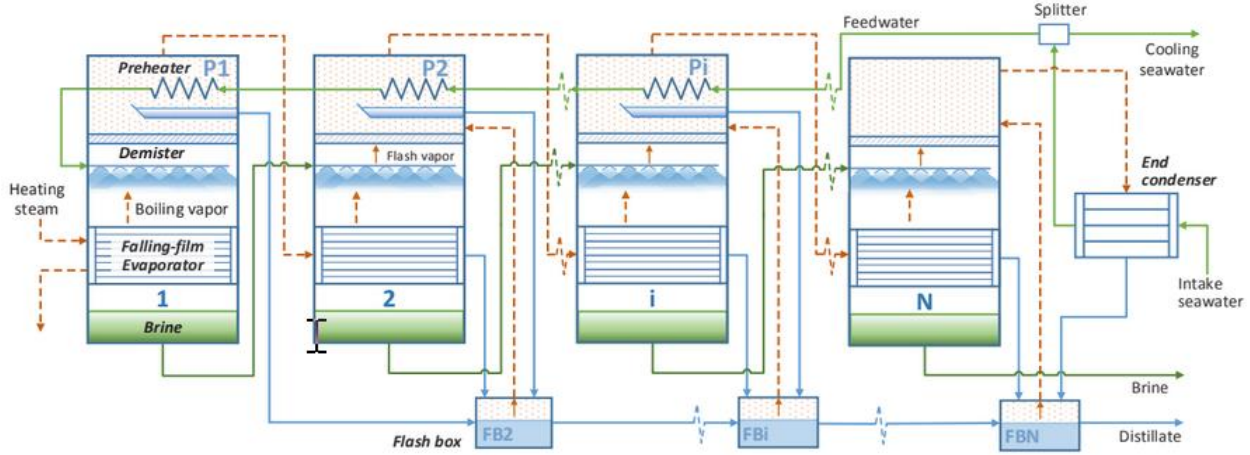 Splitter
Feedwater
Cooling
seawater
Preheater
P1
P2
Pi
Demister
Flash vapor
End
condenser
Heating
steam
Boiling vapor
Falling-film
Evaporator
Intake
seawater
1
2
i
N
Brine
Brine
Flash box
FB2
FBi
FBN
Distillate